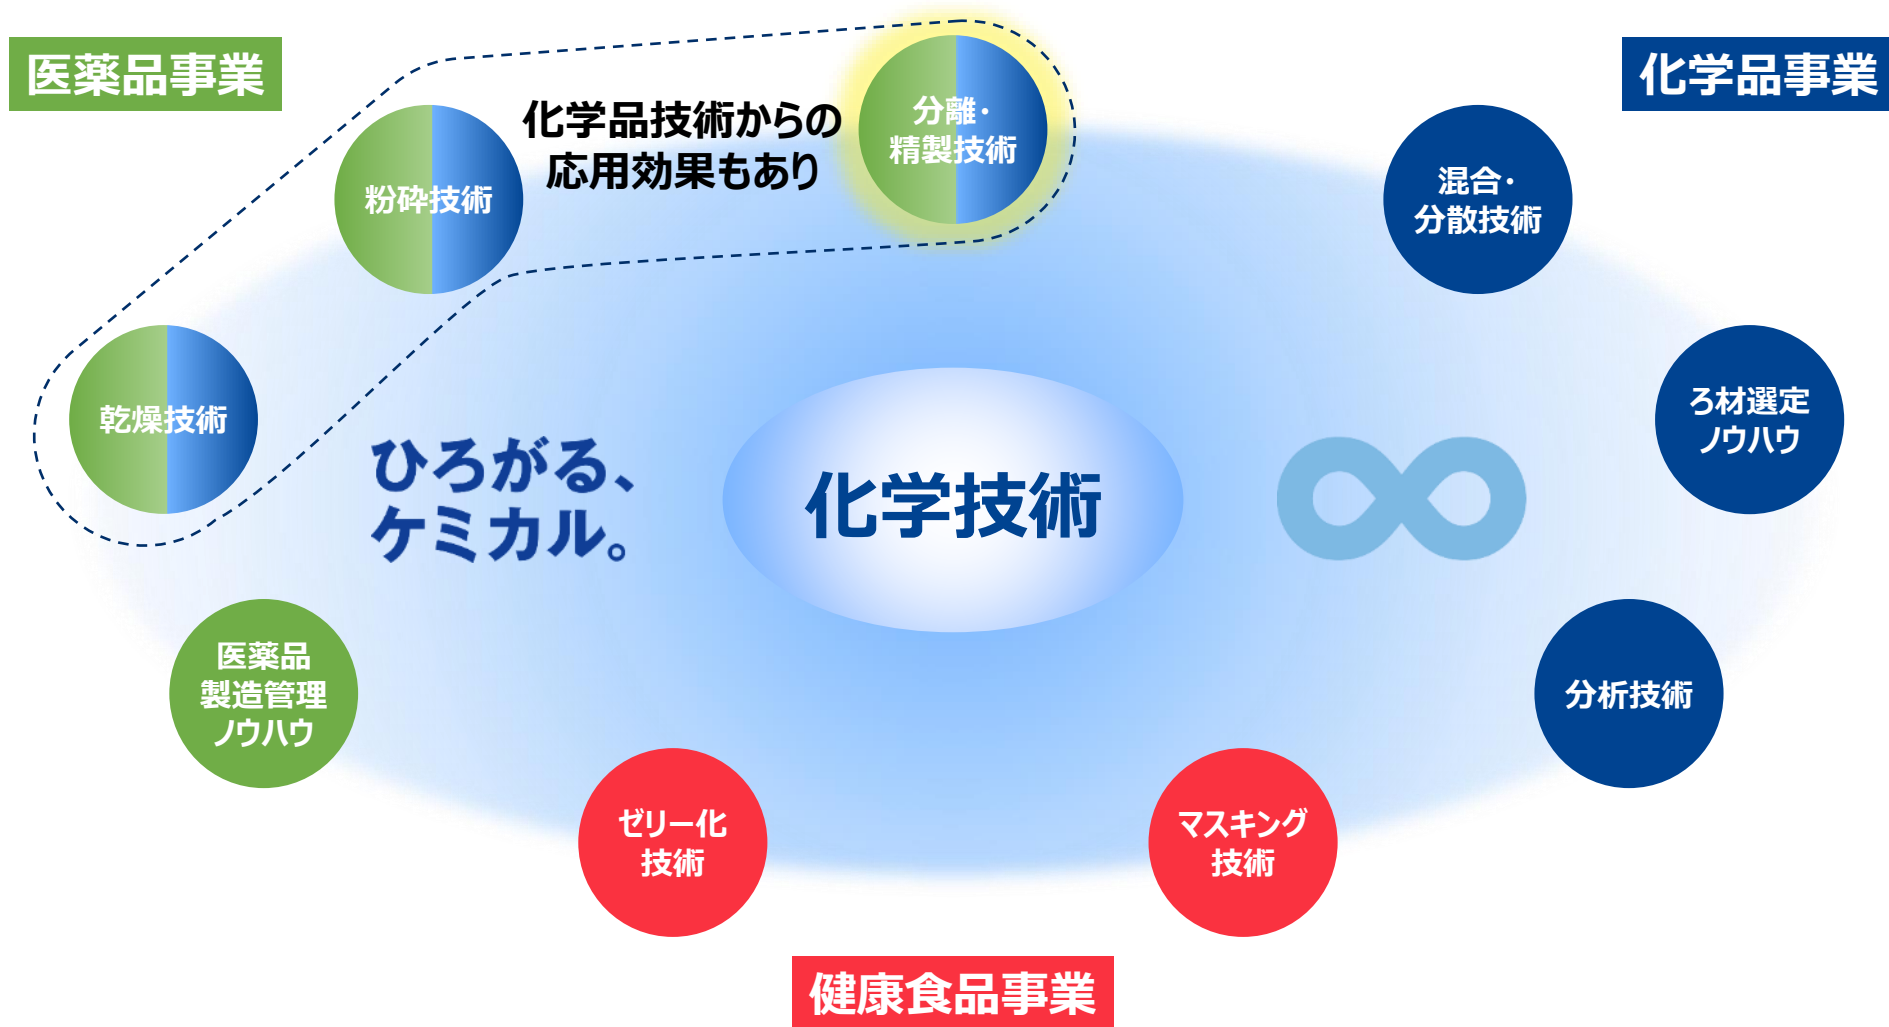 医薬品事業
化学品事業
化学品技術からの
応用効果もあり
分離・
精製技術
粉砕技術
混合・
分散技術
乾燥技術
ろ材選定
ノウハウ
ひろがる、
ケミカル。
化学技術
医薬品
製造管理
ノウハウ
分析技術
ゼリー化
技術
マスキング
技術
健康食品事業